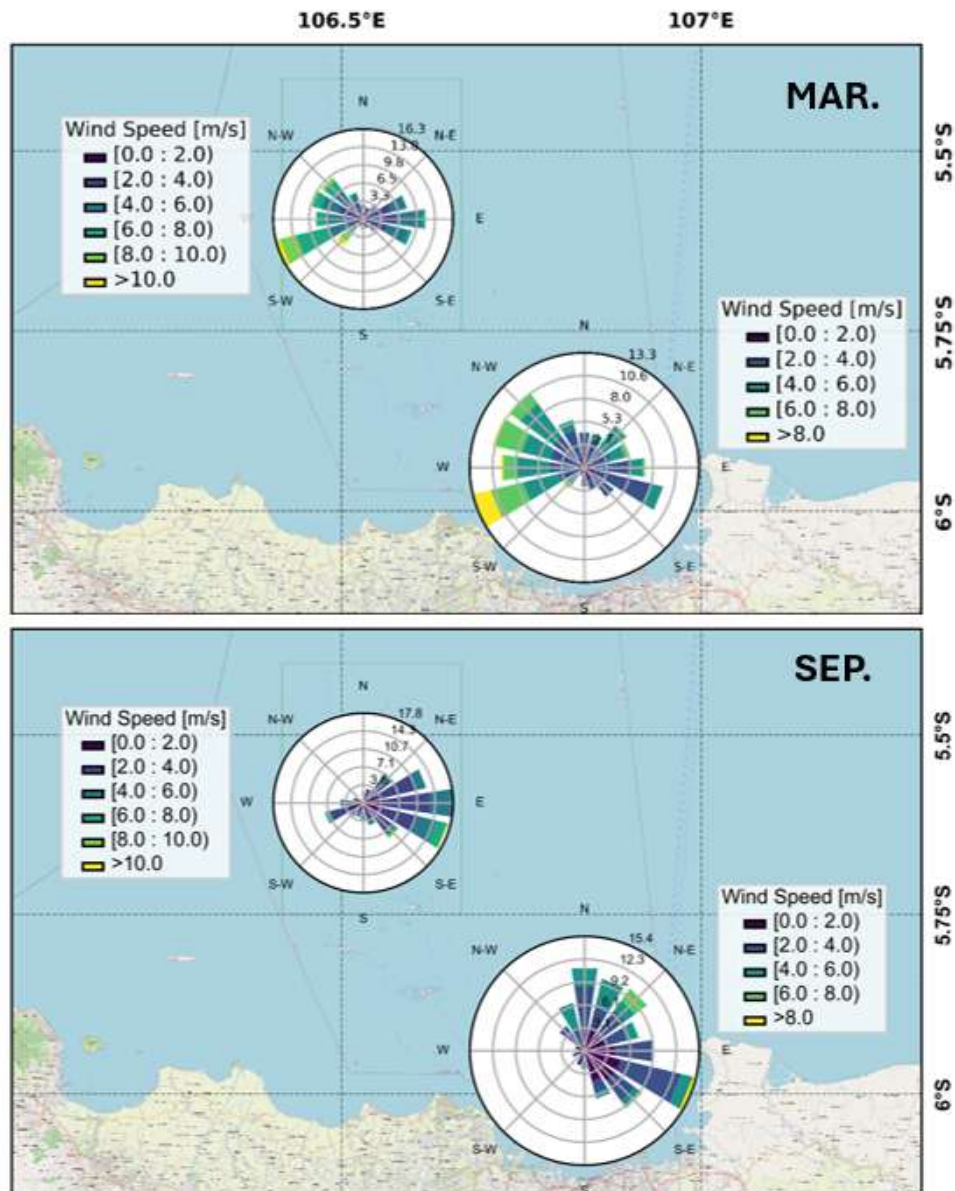 106.5°E 107°E
MAR.
5.5°S
5.75°S
6°S
Wind Speed [m/s]
[0.0 : 2.0)
[2.0 : 4.0)
[4.0 : 6.0)
[6.0 : 8.0)
[8.0 : 10.0)
>10.0
N
N-W
N-E
16.3
13.0
9.8
6.5
3.3
E
S-W
S-E
S
Wind Speed [m/s]
[0.0 : 2.0)
[2.0 : 4.0)
[4.0 : 6.0)
[6.0 : 8.0)
>8.0
N
N-W
N-E
13.3
10.6
8.0
5.3
W
E
S-W
S-E
S
SEP.
5.5°S
5.75°S
6°S
Wind Speed [m/s]
[0.0 : 2.0)
[2.0 : 4.0)
[4.0 : 6.0)
[6.0 : 8.0)
[8.0 : 10.0)
>10.0
N
N-W
N-E
17.8
14.3
10.7
7.1
W
E
S-W
S-E
S
Wind Speed [m/s]
[0.0 : 2.0)
[2.0 : 4.0)
[4.0 : 6.0)
[6.0 : 8.0)
>8.0
N
N-W
N-E
15.4
12.3
9.2
W
E
S-W
S-E